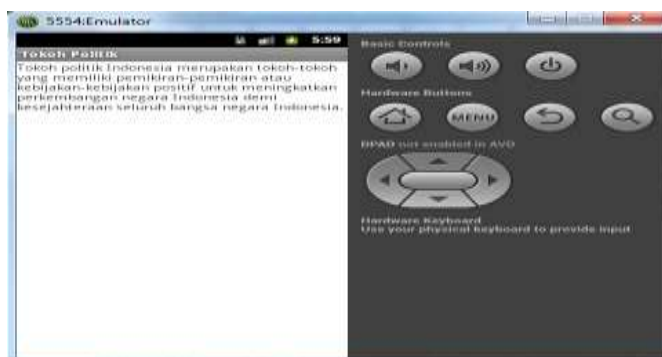 5554:Emulator
5:59
Tokoh Politik
Tokoh politik Indonesia merupakan tokoh-tokoh
yang memiliki pemikiran-pemikiran atau
kebijakan-kebijakan positif untuk meningkatkan
perkembangan negara Indonesia demi
kesejahteraan seluruh bangsa negara Indonesia.
Basic Controls
Hardware Buttons
MENU
DPAD not enabled in AVD
Hardware Keyboard
Use your physical keyboard to provide input